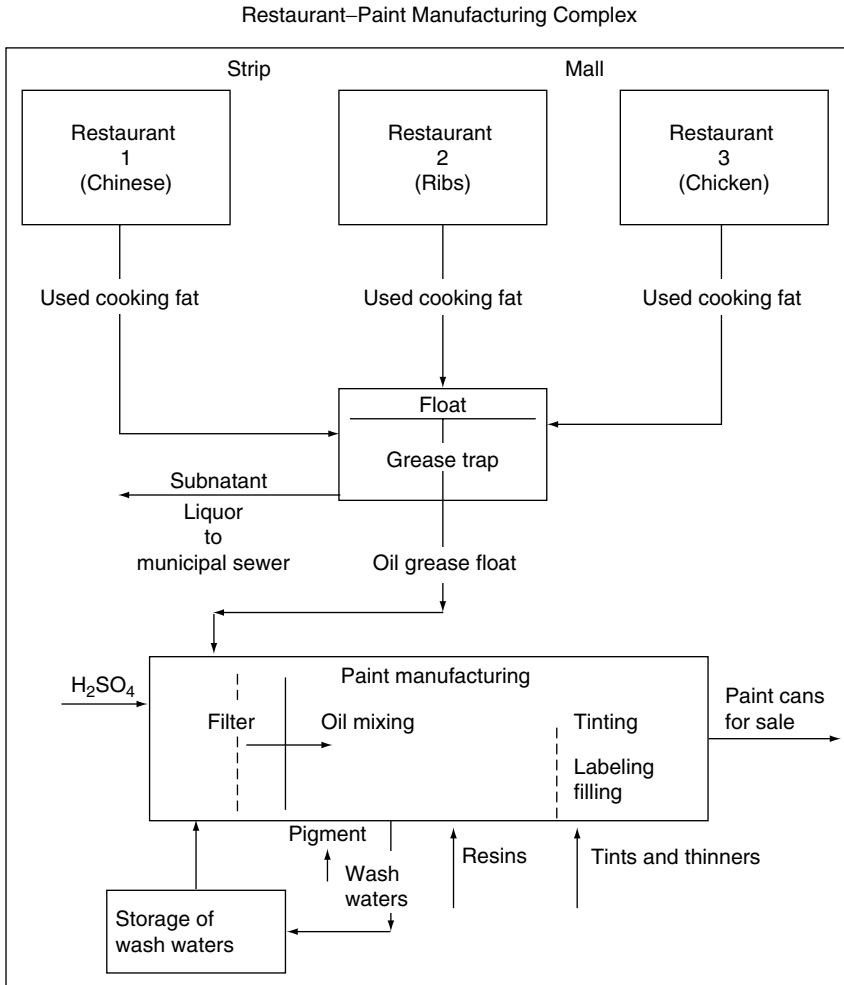 Restaurant–Paint Manufacturing Complex
Strip
Mall
Restaurant
1
(Chinese)
Restaurant
2
(Ribs)
Restaurant
3
(Chicken)
Used cooking fat
Used cooking fat
Used cooking fat
Float
Grease trap
Subnatant
Liquor
to
municipal sewer
Oil grease float
H₂SO₄
Paint manufacturing
Filter
Oil mixing
Tinting
Labeling
filling
Paint cans
for sale
Pigment
Wash
waters
Resins
Tints and thinners
Storage of
wash waters